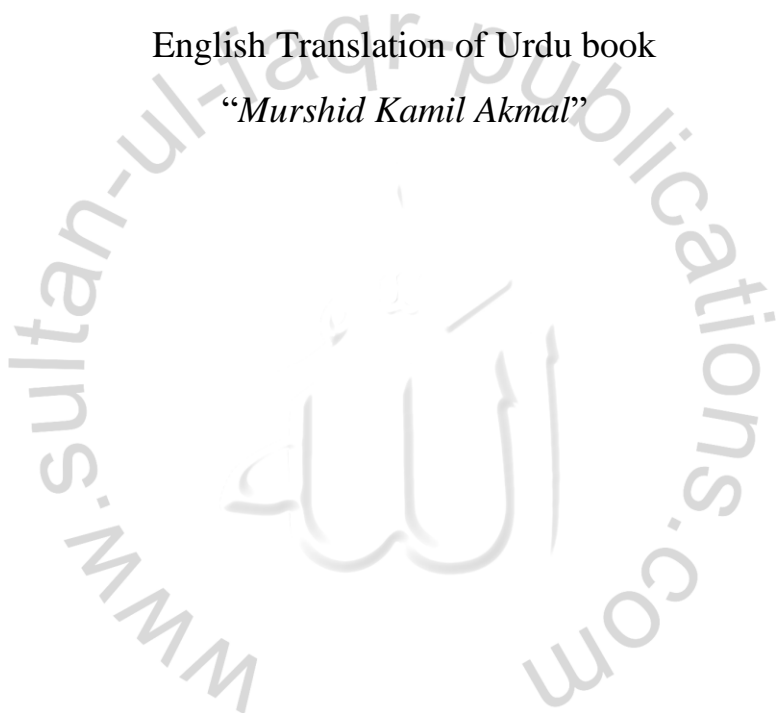 English Translation of Urdu book
“Murshid Kamil Akmal”
www.sultan-ul-faqr-publications.com
الله